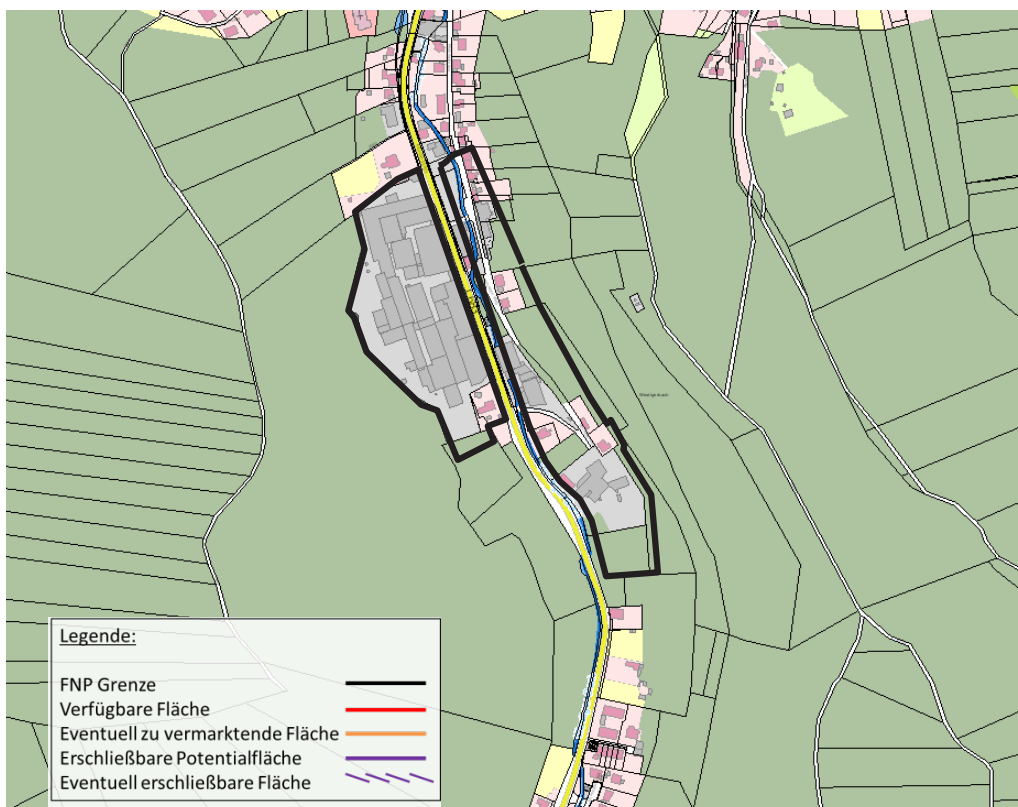 Legende:
FNP Grenze
Verfügbare Fläche
Eventuell zu vermarktende Fläche
Erschließbare Potentialfläche
Eventuell erschließbare Fläche